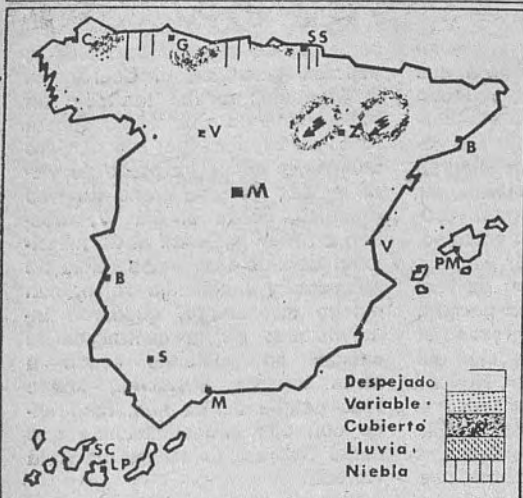 C
G
SS
V
Z
B
M
V
PM
B
S
M
SC
LP
Despejado
Variable.
Cubierto
Lluvia.
Niebla